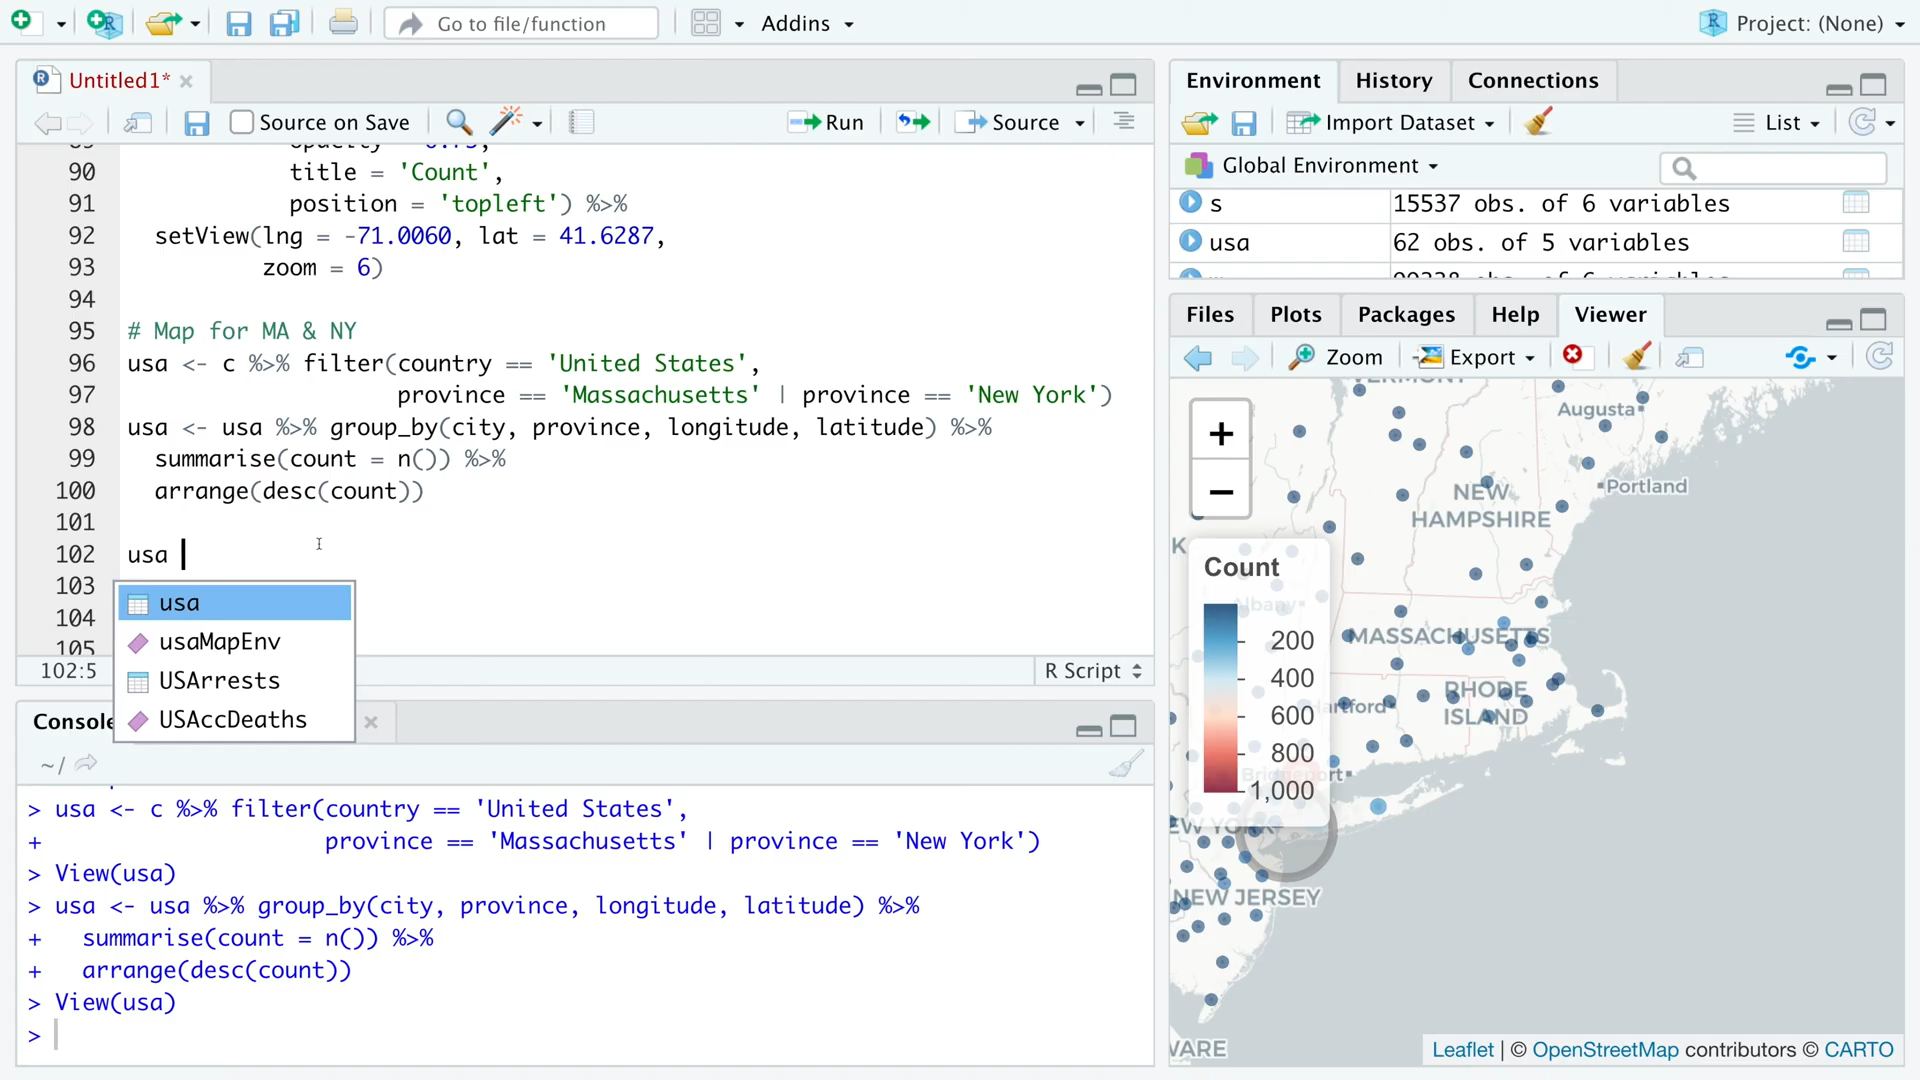 Go to file/function
Addins
Project: (None)
Untitled1*
Source on Save
Run
Source
90 title = 'Count',
91 position = 'topleft') %>%
92 setView(lng = -71.0060, lat = 41.6287,
93 zoom = 6)
94
95 # Map for MA & NY
96 usa <- c %>% filter(country == 'United States',
97 province == 'Massachusetts' | province == 'New York')
98 usa <- usa %>% group_by(city, province, longitude, latitude) %>%
99 summarise(count = n()) %>%
100 arrange(desc(count))
101
102 usa
103
104
105
usa
usaMapEnv
USArrests
USAccDeaths
102:5
R Script
Console
~/
> usa <- c %>% filter(country == 'United States',
+ province == 'Massachusetts' | province == 'New York')
> View(usa)
> usa <- usa %>% group_by(city, province, longitude, latitude) %>%
+ summarise(count = n()) %>%
+ arrange(desc(count))
> View(usa)
>
Environment
History
Connections
Import Dataset
List
Global Environment
s 15537 obs. of 6 variables
usa 62 obs. of 5 variables
Files
Plots
Packages
Help
Viewer
Zoom
Export
VERMONT
Augusta
+
−
Portland
NEW
HAMPSHIRE
Count
Albany
200
MASSACHUSETTS
400
RHODE
ISLAND
600
800
Bridgeport
1,000
NEW JERSEY
Leaflet | © OpenStreetMap contributors © CARTO